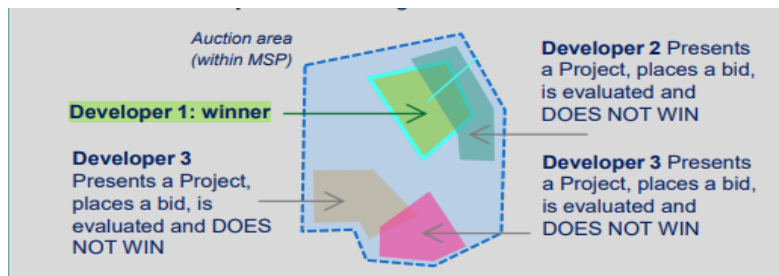 Auction area
(within MSP)
Developer 1: winner
Developer 3
Presents a Project,
places a bid, is
evaluated and DOES
NOT WIN
Developer 2 Presents
a Project, places a bid,
is evaluated and
DOES NOT WIN
Developer 3 Presents
a Project, places a bid,
is evaluated and
DOES NOT WIN